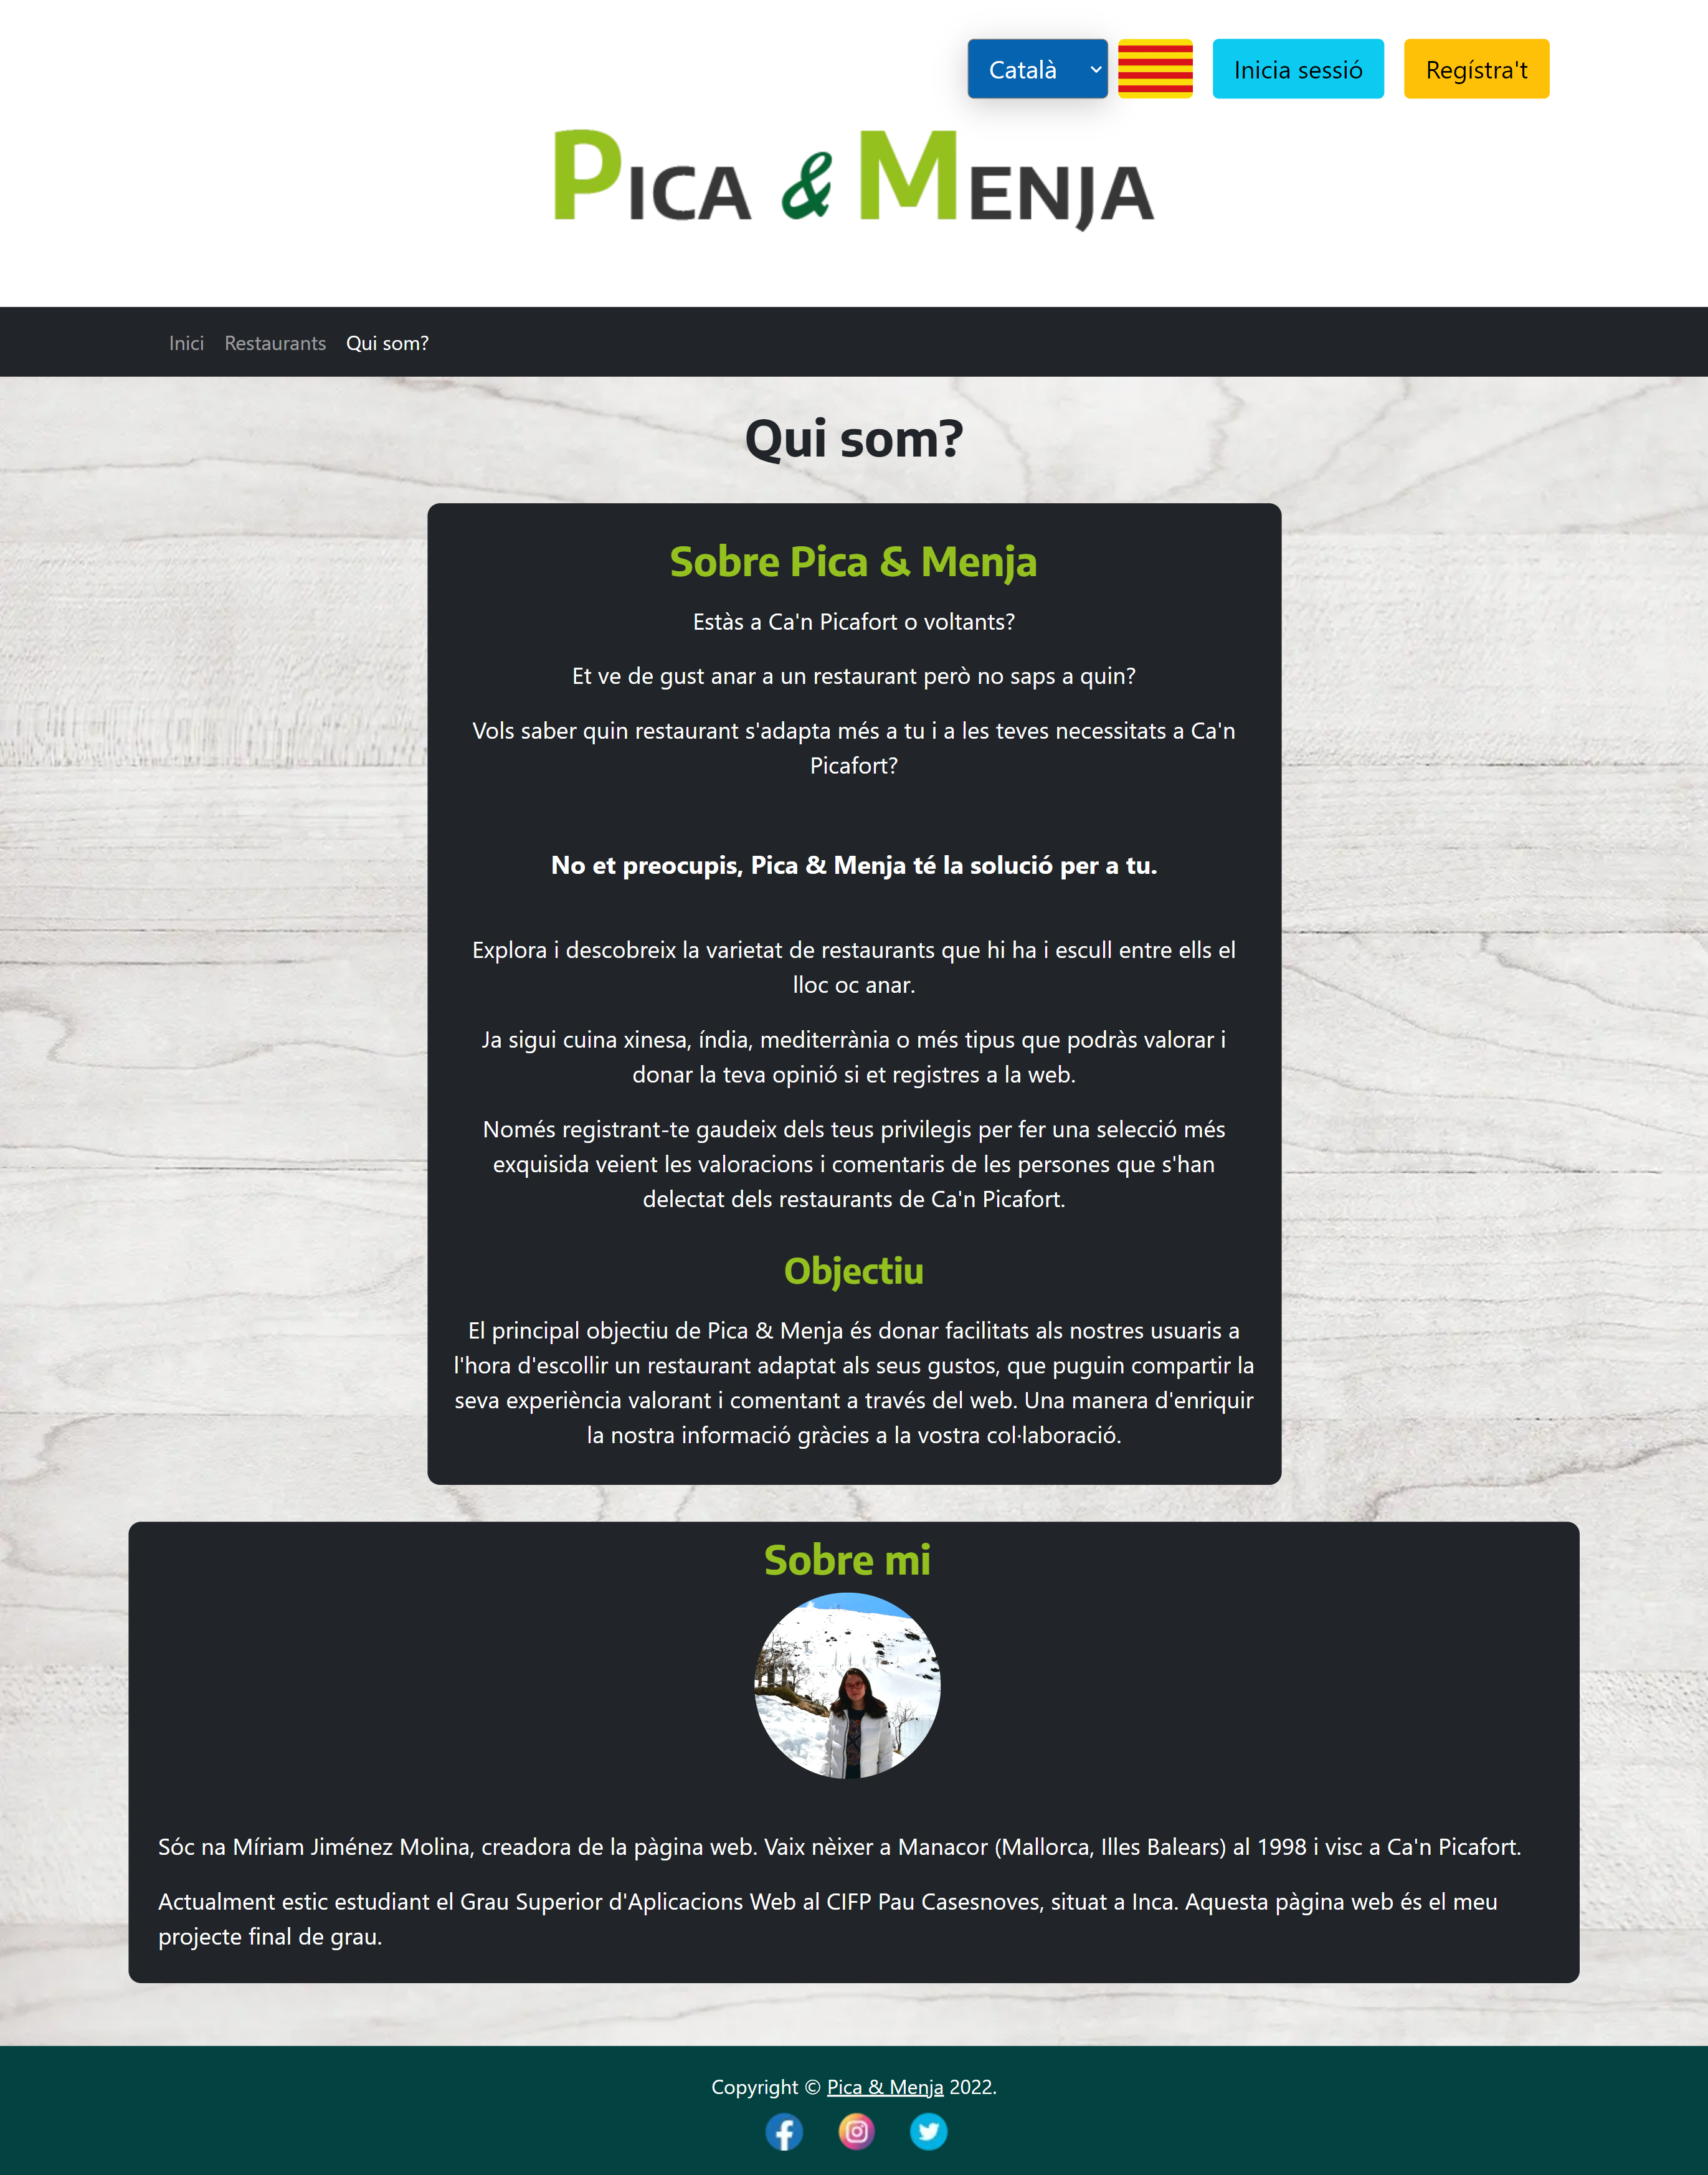 Català
Inicia sessió
Regístra't
Pica & Menja
Inici
Restaurants
Qui som?
Qui som?
Sobre Pica & Menja
Estàs a Ca'n Picafort o voltants?
Et ve de gust anar a un restaurant però no saps a quin?
Vols saber quin restaurant s'adapta més a tu i a les teves necessitats a Ca'n
Picafort?
No et preocupis, Pica & Menja té la solució per a tu.
Explora i descobreix la varietat de restaurants que hi ha i escull entre ells el
lloc oc anar.
Ja sigui cuina xinesa, índia, mediterrània o més tipus que podràs valorar i
donar la teva opinió si et registres a la web.
Només registrant-te gaudeix dels teus privilegis per fer una selecció més
exquisida veient les valoracions i comentaris de les persones que s'han
delectat dels restaurants de Ca'n Picafort.
Objectiu
El principal objectiu de Pica & Menja és donar facilitats als nostres usuaris a
l'hora d'escollir un restaurant adaptat als seus gustos, que puguin compartir la
seva experiència valorant i comentant a través del web. Una manera d'enriquir
la nostra informació gràcies a la vostra col·laboració.
Sobre mi
Sóc na Míriam Jiménez Molina, creadora de la pàgina web. Vaix nèixer a Manacor (Mallorca, Illes Balears) al 1998 i visc a Ca'n Picafort.
Actualment estic estudiant el Grau Superior d'Aplicacions Web al CIFP Pau Casesnoves, situat a Inca. Aquesta pàgina web és el meu
projecte final de grau.
Copyright © Pica & Menja 2022.